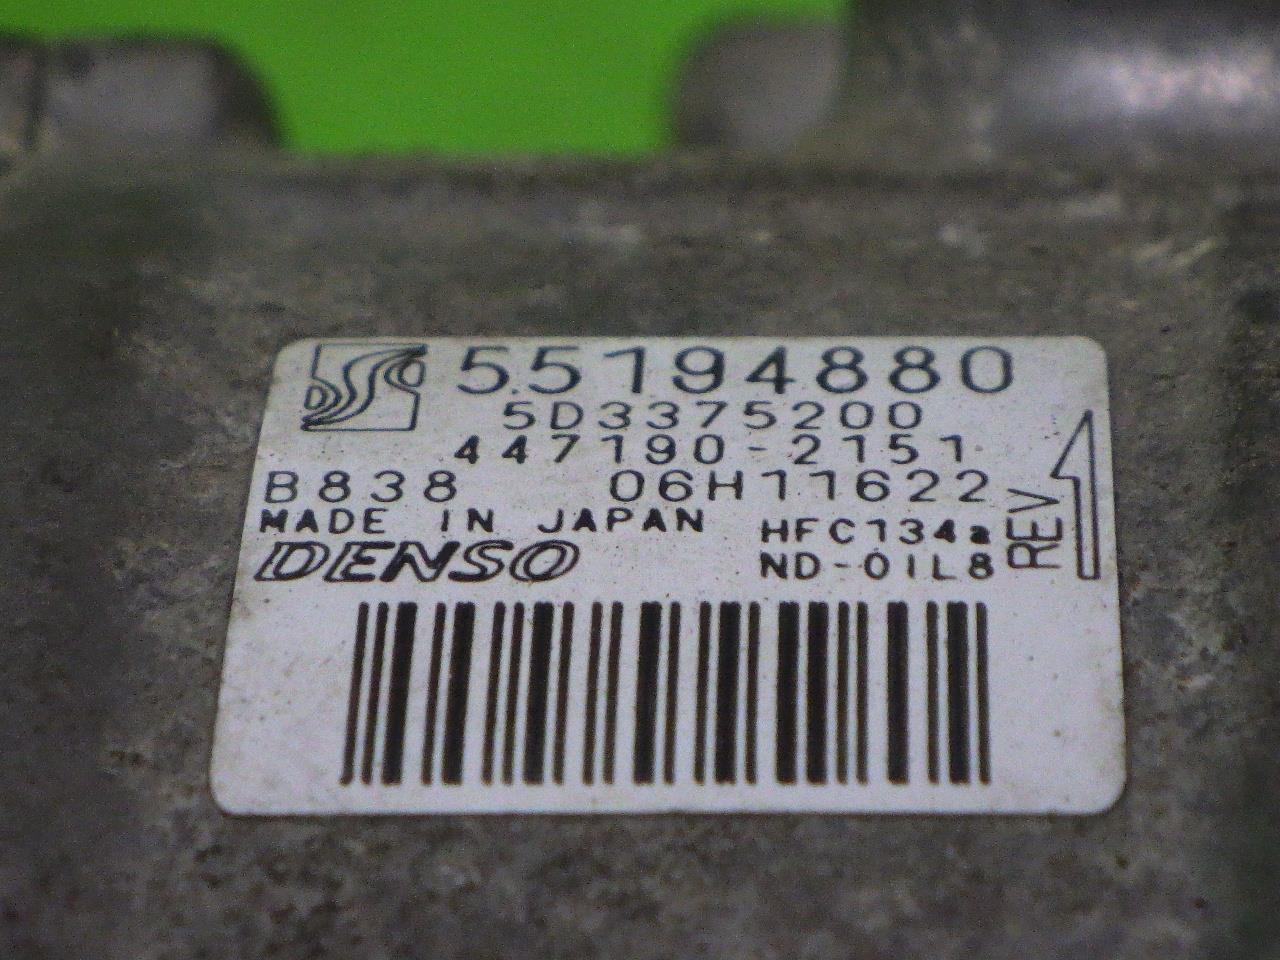 55194880
5D3375200
447190-2151
B838 06H11622
MADE IN JAPAN HFC134a
DENSO ND-OIL8
REV